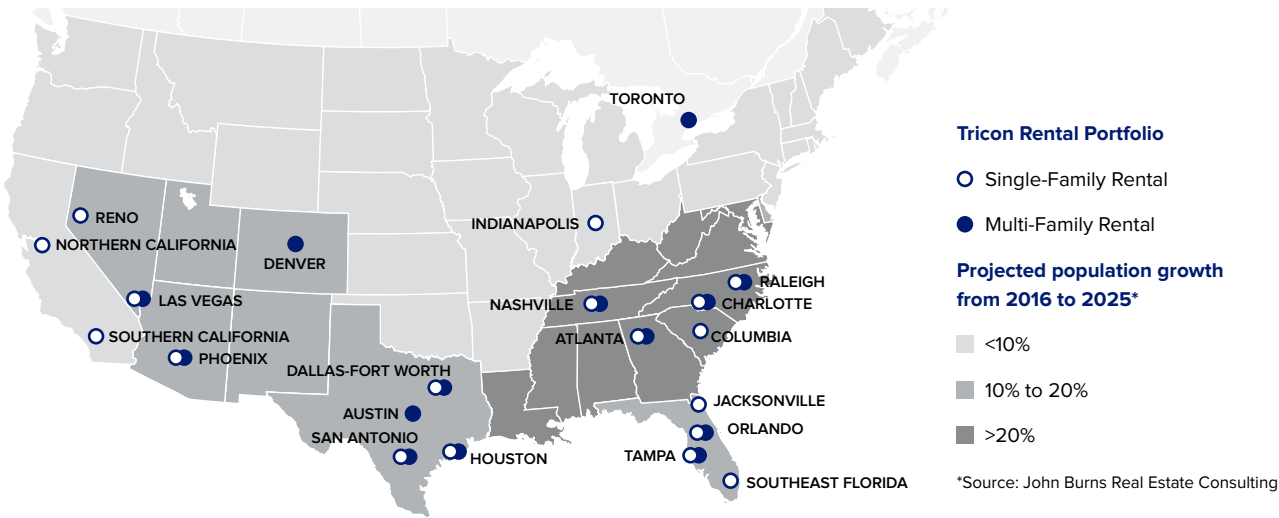 TORONTO
RENO
INDIANAPOLIS
NORTHERN CALIFORNIA
DENVER
RALEIGH
LAS VEGAS
NASHVILLE
CHARLOTTE
SOUTHERN CALIFORNIA
ATLANTA
COLUMBIA
PHOENIX
DALLAS-FORT WORTH
JACKSONVILLE
AUSTIN
ORLANDO
SAN ANTONIO
HOUSTON
TAMPA
SOUTHEAST FLORIDA
Tricon Rental Portfolio
Single-Family Rental
Multi-Family Rental
Projected population growth
from 2016 to 2025*
<10%
10% to 20%
>20%
*Source: John Burns Real Estate Consulting